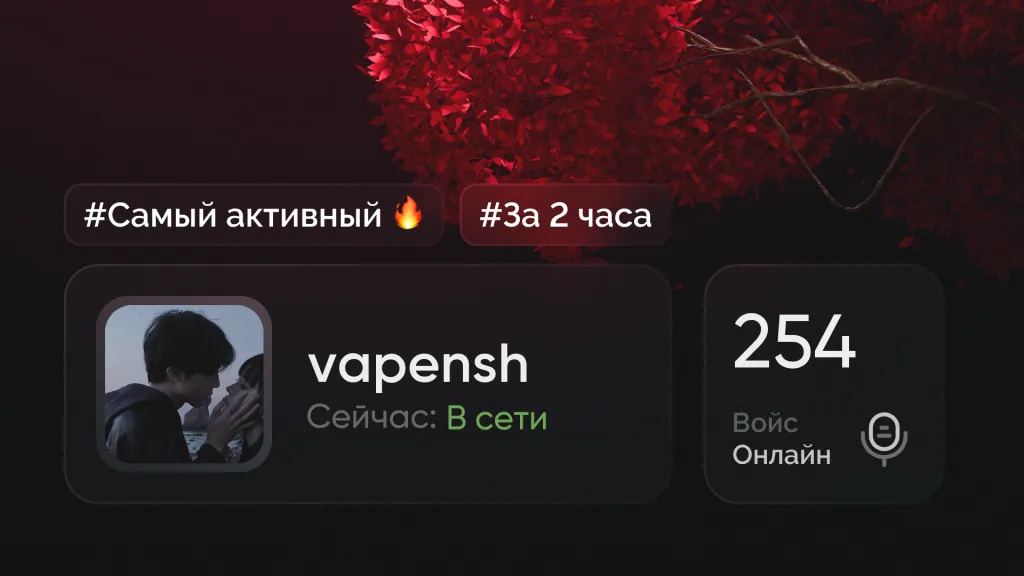 #Самый активный 🔥
#За 2 часа
vapensh
Сейчас: В сети
254
Войс
Онлайн